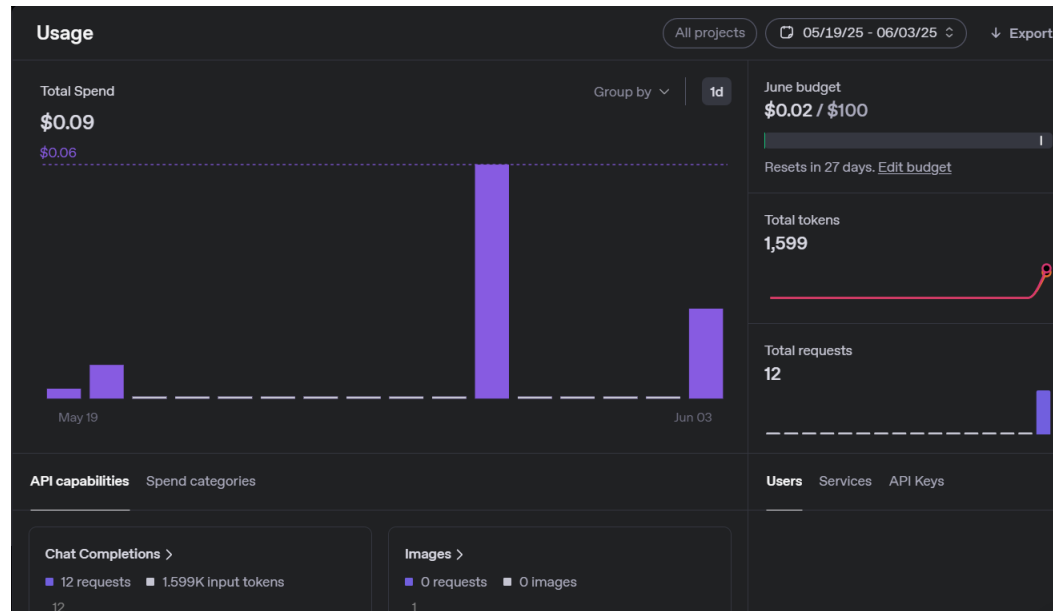 Usage
All projects
05/19/25 - 06/03/25
Export
Total Spend
Group by
1d
$0.09
$0.06
May 19
Jun 03
June budget
$0.02 / $100
Resets in 27 days. Edit budget
Total tokens
1,599
Total requests
12
API capabilities
Spend categories
Users
Services
API Keys
Chat Completions >
12 requests
1.599K input tokens
12
Images >
0 requests
0 images
1